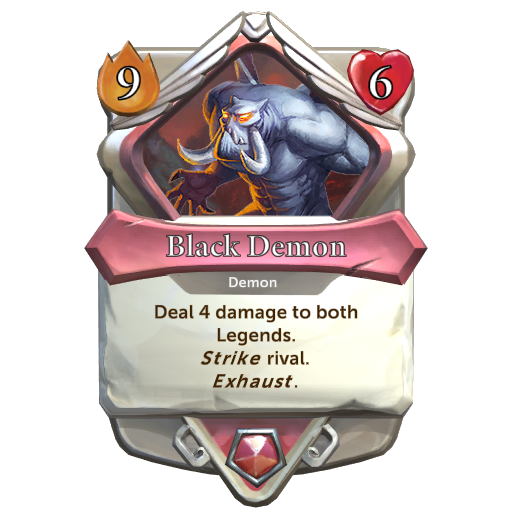 9
6
Black Demon
Demon
Deal 4 damage to both
Legends.
Strike rival.
Exhaust.